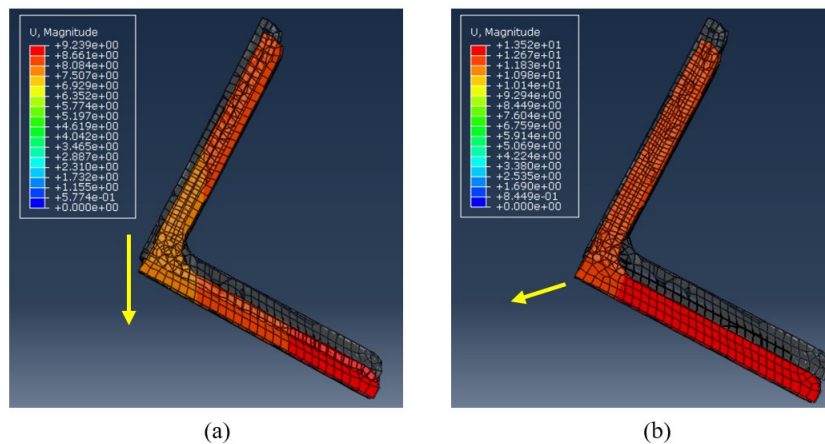 U, Magnitude
+9.239e+00
+8.661e+00
+8.084e+00
+7.507e+00
+6.929e+00
+6.352e+00
+5.774e+00
+5.197e+00
+4.619e+00
+4.042e+00
+3.465e+00
+2.887e+00
+2.310e+00
+1.732e+00
+1.155e+00
+5.774e-01
+0.000e+00
(a)
U, Magnitude
+1.352e+01
+1.267e+01
+1.183e+01
+1.098e+01
+1.014e+01
+9.294e+00
+8.449e+00
+7.604e+00
+6.759e+00
+5.914e+00
+5.069e+00
+4.224e+00
+3.380e+00
+2.535e+00
+1.690e+00
+8.449e-01
+0.000e+00
(b)